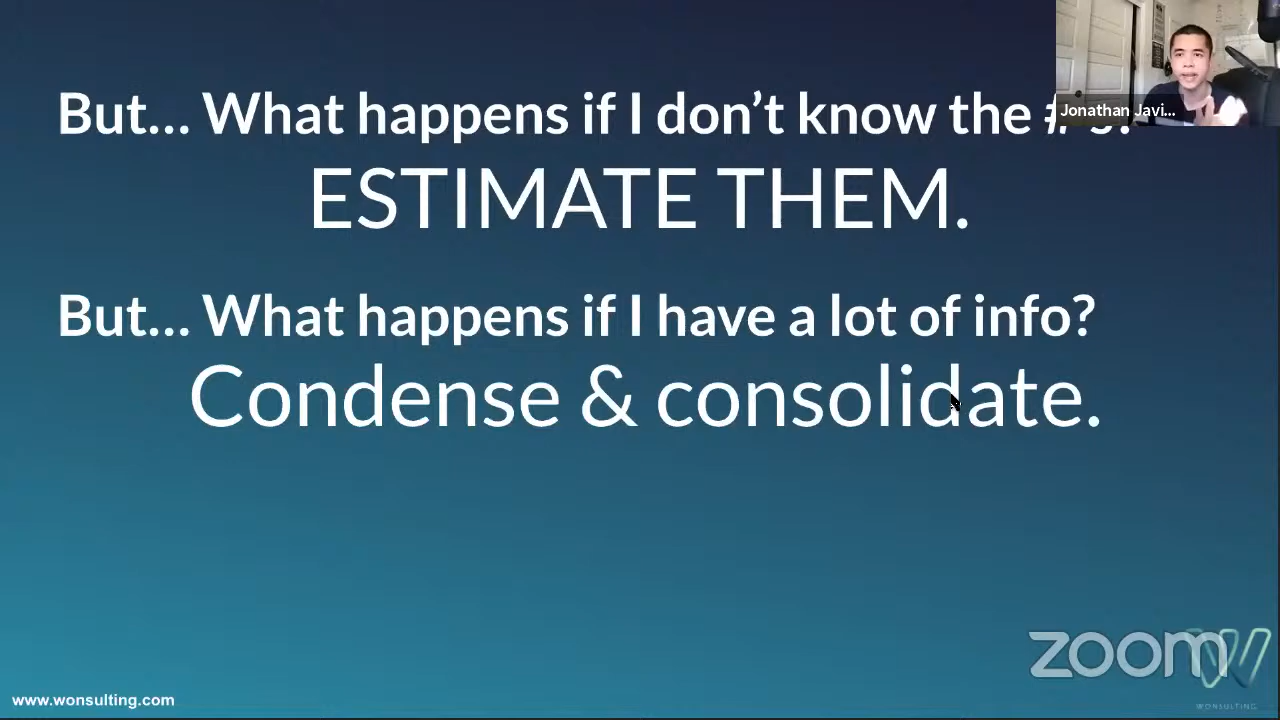 But... What happens if I don’t know the
Jonathan Javi...
ESTIMATE THEM.
But... What happens if I have a lot of info?
Condense & consolidate.
zoom
W
WONSULTING
www.wonsulting.com